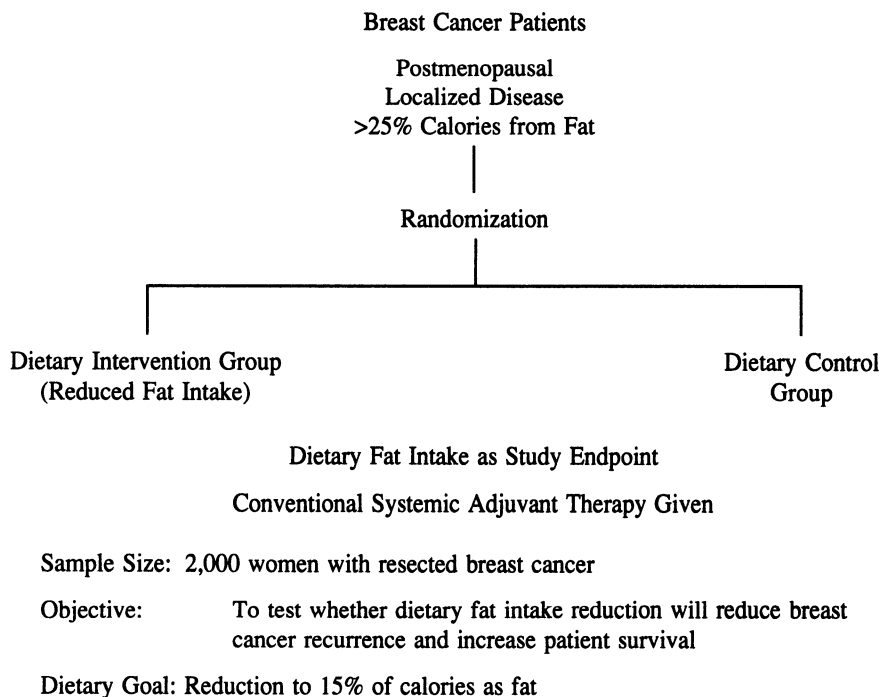 Breast Cancer Patients
Postmenopausal
Localized Disease
>25% Calories from Fat
Randomization
Dietary Intervention Group
(Reduced Fat Intake)
Dietary Control
Group
Dietary Fat Intake as Study Endpoint
Conventional Systemic Adjuvant Therapy Given
Sample Size: 2,000 women with resected breast cancer
Objective: To test whether dietary fat intake reduction will reduce breast
cancer recurrence and increase patient survival
Dietary Goal: Reduction to 15% of calories as fat